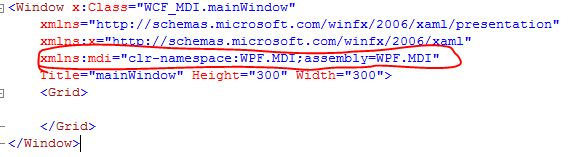 <Window x:Class="WCF_MDI.mainWindow"
xmlns="http://schemas.microsoft.com/winfx/2006/xaml/presentation"
xmlns:x="http://schemas.microsoft.com/winfx/2006/xaml"
xmlns:mdi="clr-namespace:WPF.MDI;assembly=WPF.MDI"
Title="mainWindow" Height="300" Width="300">
<Grid>
</Grid>
</Window>